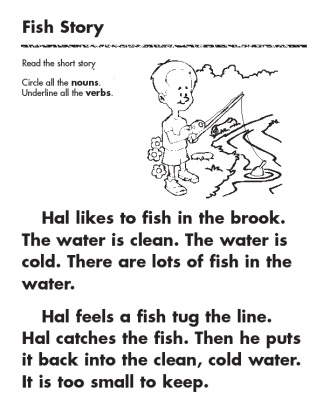 Fish Story
Read the short story
Circle all the nouns.
Underline all the verbs.
Hal likes to fish in the brook.
The water is clean. The water is
cold. There are lots of fish in the
water.
Hal feels a fish tug the line.
Hal catches the fish. Then he puts
it back into the clean, cold water.
It is too small to keep.